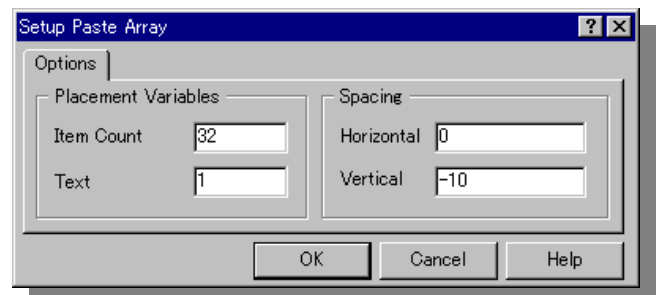 Setup Paste Array
Options
Placement Variables
Item Count 32
Text 1
Spacing
Horizontal 0
Vertical -10
OK Cancel Help